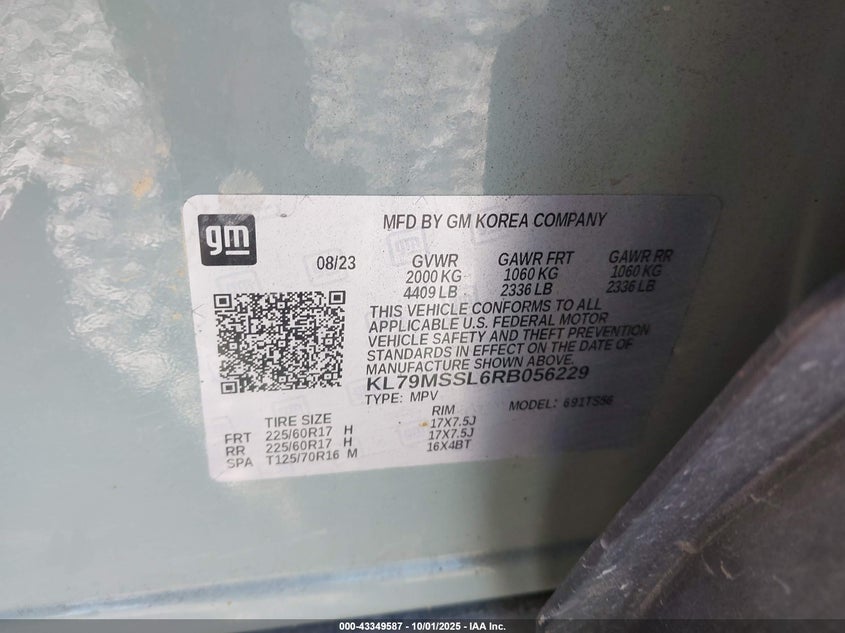 gm
MFD BY GM KOREA COMPANY
08/23 GVWR GAWR FRT GAWR RR
2000 KG 1060 KG 1060 KG
4409 LB 2336 LB 2336 LB
THIS VEHICLE CONFORMS TO ALL
APPLICABLE U.S. FEDERAL MOTOR
VEHICLE SAFETY AND THEFT PREVENTION
STANDARDS IN EFFECT ON THE DATE OF
MANUFACTURE SHOWN ABOVE.
KL79MSSL6RB056229
TYPE: MPV MODEL: 691TS56
TIRE SIZE RIM
FRT 225/60R17 H 17X7.5J
RR 225/60R17 H 17X7.5J
SPA T125/70R16 M 16X4BT
000-43349587 - 10/01/2025 - IAA Inc.